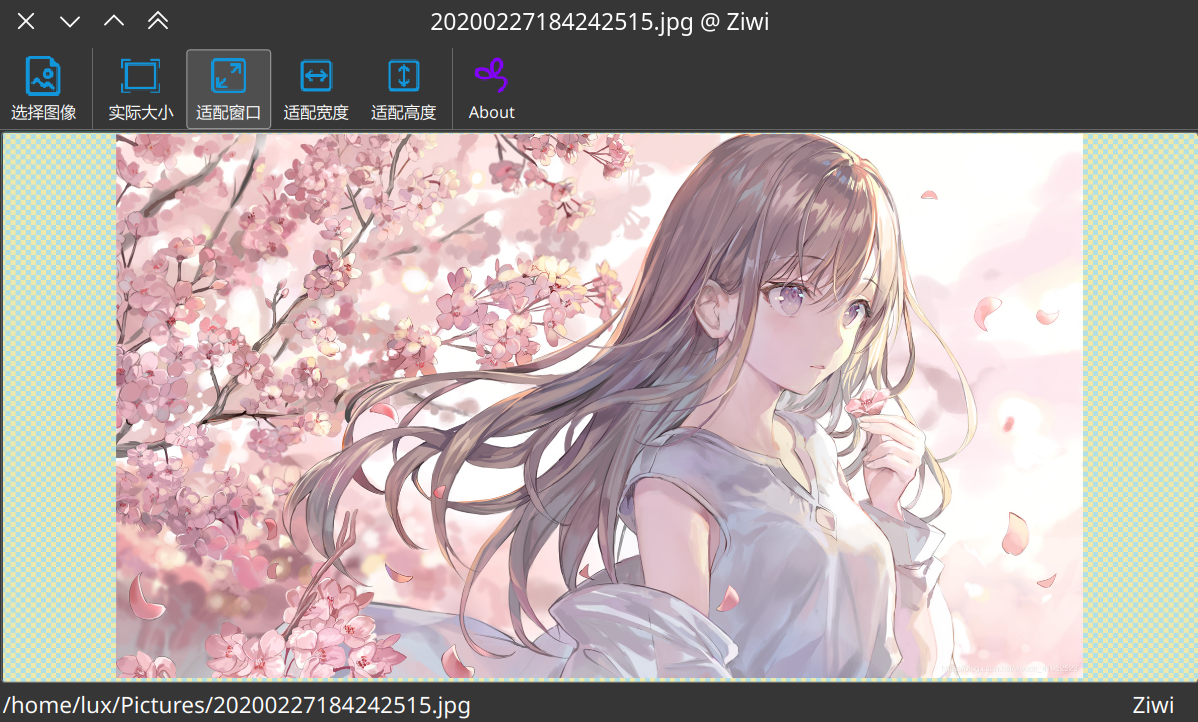 20200227184242515.jpg @ Ziwi
选择图像 实际大小 适配窗口 适配宽度 适配高度 About
/home/lux/Pictures/20200227184242515.jpg Ziwi